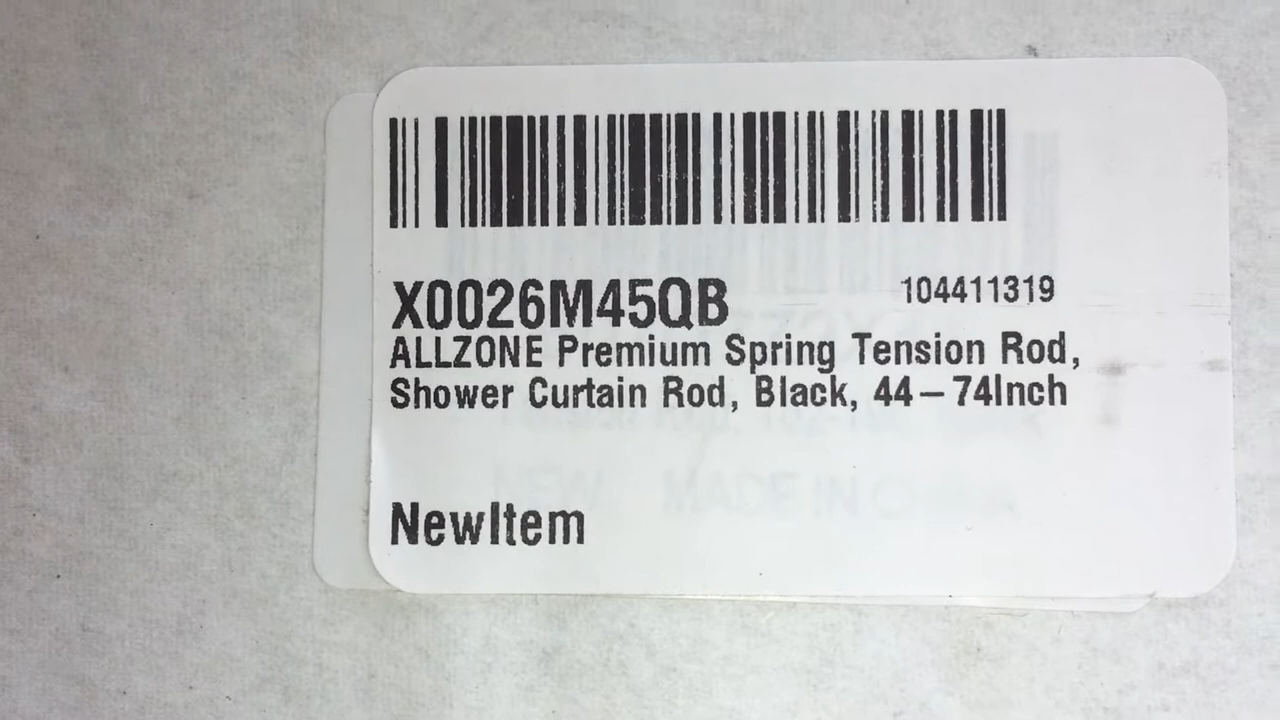 X0026M45QB 104411319
ALLZONE Premium Spring Tension Rod,
Shower Curtain Rod, Black, 44-74Inch
NewItem